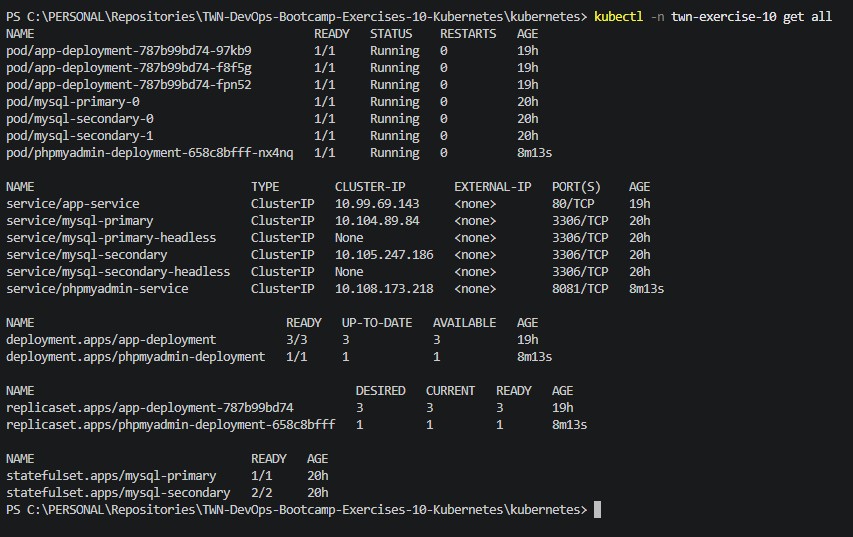 PS C:\PERSONAL\Repositories\TWN-DevOps-Bootcamp-Exercises-10-Kubernetes\kubernetes> kubectl -n twn-exercise-10 get all
NAME READY STATUS RESTARTS AGE
pod/app-deployment-787b99bd74-97kb9 1/1 Running 0 19h
pod/app-deployment-787b99bd74-f8f5g 1/1 Running 0 19h
pod/app-deployment-787b99bd74-fpn52 1/1 Running 0 19h
pod/mysql-primary-0 1/1 Running 0 20h
pod/mysql-secondary-0 1/1 Running 0 20h
pod/mysql-secondary-1 1/1 Running 0 20h
pod/phpmyadmin-deployment-658c8bfff-nx4nq 1/1 Running 0 8m13s
NAME TYPE CLUSTER-IP EXTERNAL-IP PORT(S) AGE
service/app-service ClusterIP 10.99.69.143 <none> 80/TCP 19h
service/mysql-primary ClusterIP 10.104.89.84 <none> 3306/TCP 20h
service/mysql-primary-headless ClusterIP None <none> 3306/TCP 20h
service/mysql-secondary ClusterIP 10.105.247.186 <none> 3306/TCP 20h
service/mysql-secondary-headless ClusterIP None <none> 3306/TCP 20h
service/phpmyadmin-service ClusterIP 10.108.173.218 <none> 8081/TCP 8m13s
NAME READY UP-TO-DATE AVAILABLE AGE
deployment.apps/app-deployment 3/3 3 3 19h
deployment.apps/phpmyadmin-deployment 1/1 1 1 8m13s
NAME DESIRED CURRENT READY AGE
replicaset.apps/app-deployment-787b99bd74 3 3 3 19h
replicaset.apps/phpmyadmin-deployment-658c8bfff 1 1 1 8m13s
NAME READY AGE
statefulset.apps/mysql-primary 1/1 20h
statefulset.apps/mysql-secondary 2/2 20h
PS C:\PERSONAL\Repositories\TWN-DevOps-Bootcamp-Exercises-10-Kubernetes\kubernetes>